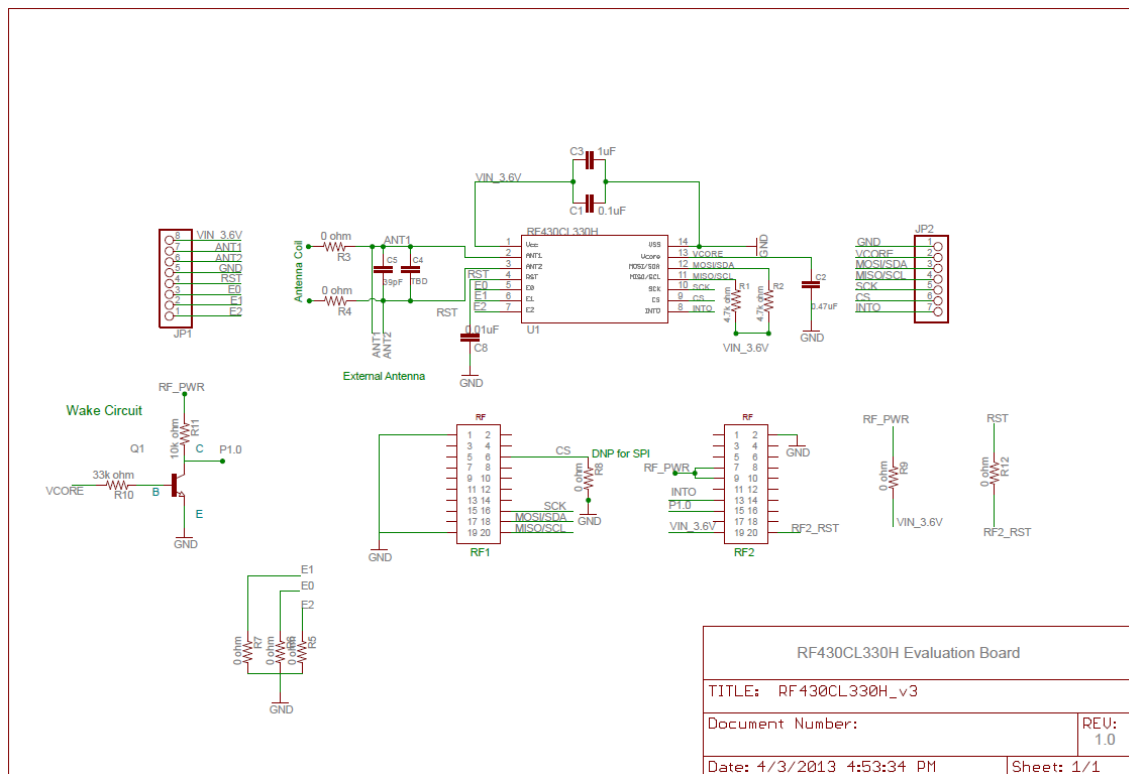 C3 1uF
VIN_3.6V
C1 0.1uF
RF430CL330H
1 Vcc VSS 14
2 ANT1 Vcore 13 VCORE
3 ANT2 MOSI/SDA 12 MOSI/SDA
4 RST MISO/SCL 11 MISO/SCL
5 E0 SCK 10 SCK
6 E1 CS 9 CS
7 E2 INTO 8 INTO
U1
GND
RST
E0
E1
E2
R1
4.7k ohm
R2
4.7k ohm
VIN_3.6V
C2
0.47uF
GND
8 VIN_3.6V
7 ANT1
6 ANT2
5 GND
4 RST
3 E0
2 E1
1 E2
JP1
Antenna Coil
0 ohm
R3
0 ohm
R4
ANT1
C5
39pF
C4
TBD
RST
ANT1
ANT2
External Antenna
0.01uF
C8
GND
JP2
GND 1
VCORE 2
MOSI/SDA 3
MISO/SCL 4
SCK 5
CS 6
INTO 7
Wake Circuit
RF_PWR
R11
10k ohm
Q1
C
P1.0
33k ohm
VCORE
R10
B
E
GND
RF
1 2
3 4
5 6
7 8
9 10
11 12
13 14
15 16
17 18
19 20
RF1
GND
CS
DNP for SPI
R8
0 ohm
GND
SCK
MOSI/SDA
MISO/SCL
RF
1 2
3 4
5 6
7 8
9 10
11 12
13 14
15 16
17 18
19 20
RF2
GND
RF_PWR
INTO
P1.0
VIN_3.6V
RF2_RST
RF_PWR
R9
0 ohm
VIN_3.6V
RST
R12
0 ohm
RF2_RST
E1
E0
E2
0 ohm
R7
0 ohm
0 ohm
R5
GND
RF430CL330H Evaluation Board
TITLE: RF430CL330H_v3
Document Number:
REV:
1.0
Date: 4/3/2013 4:53:34 PM
Sheet: 1/1